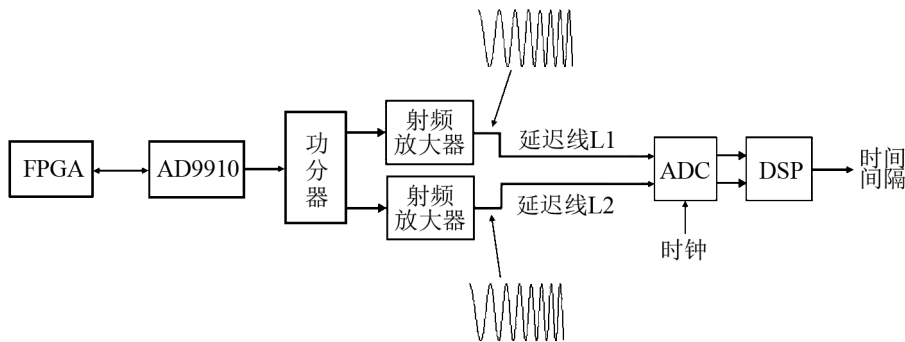 FPGA
AD9910
功
分
器
射频
放大器
射频
放大器
延迟线L1
延迟线L2
ADC
时钟
DSP
时间
间隔